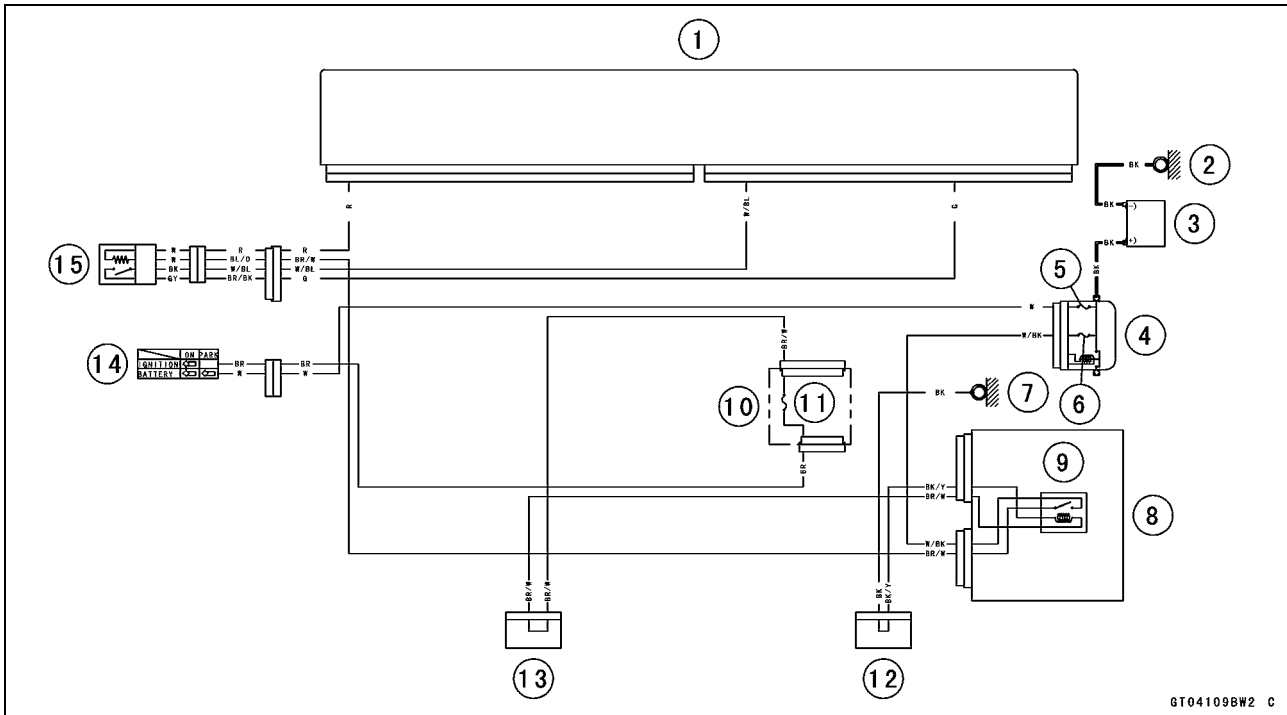 1
BK
2
BK
3
(-)
(+)
BK
BK
R
W/BL
G
15
W R R
W BL/O BR/W
BK W/BL W/BL
GY BR/BK G
5
W
4
W/BK
6
14
ON PARK
IGNITION
BATTERY
BR BR
W W
BR/W
10
11
BR
BK
7
9
8
BK/Y
BR/W
W/BK
BR/W
BR/W
BR/W
BK
BK/Y
13
12
GT04109BW2 C